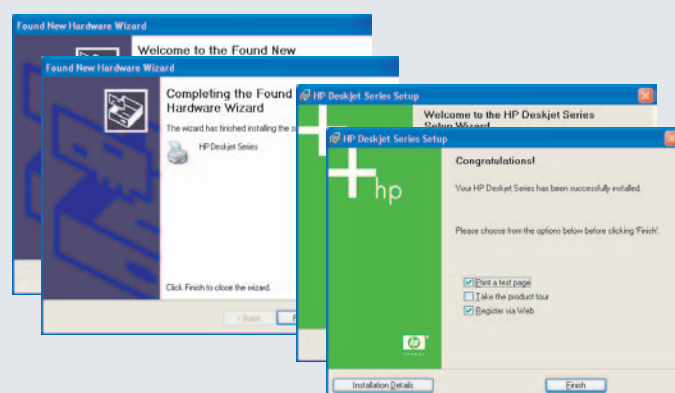 Found New Hardware Wizard
Welcome to the Found New
Found New Hardware Wizard
Completing the Found
Hardware Wizard
The wizard has finished installing the
HP Deskjet Series
Click Finish to close the wizard.
< Back
HP Deskjet Series Setup
Welcome to the HP Deskjet Series
Setup Wizard
HP Deskjet Series Setup
hp
Congratulations!
Your HP Deskjet Series has been successfully installed.
Please choose from the options below before clicking 'Finish'.
Print a test page
Take the product tour
Register via Web
hp
invent
Installation Details
Finish